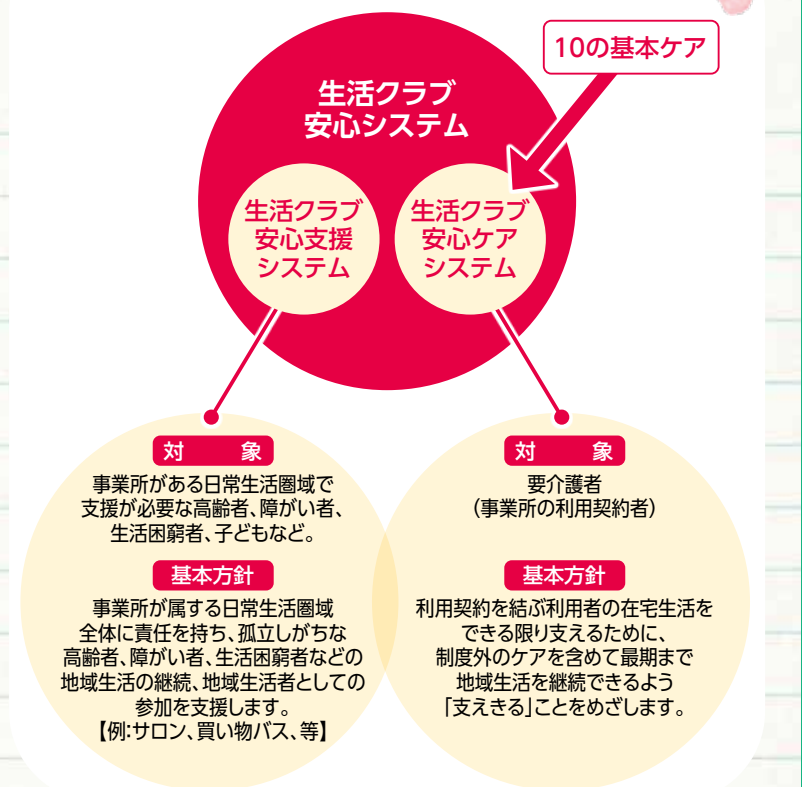 10の基本ケア
生活クラブ
安心システム
生活クラブ
安心支援
システム
生活クラブ
安心ケア
システム
対　象
事業所がある日常生活圏域で
支援が必要な高齢者、障がい者、
生活困窮者、子どもなど。
基本方針
事業所が属する日常生活圏域
全体に責任を持ち、孤立しがちな
高齢者、障がい者、生活困窮者などの
地域生活の継続、地域生活者としての
参加を支援します。
【例:サロン、買い物バス、等】
対　象
要介護者
(事業所の利用契約者)
基本方針
利用契約を結ぶ利用者の在宅生活を
できる限り支えるために、
制度外のケアを含めて最期まで
地域生活を継続できるよう
「支えきる」ことをめざします。